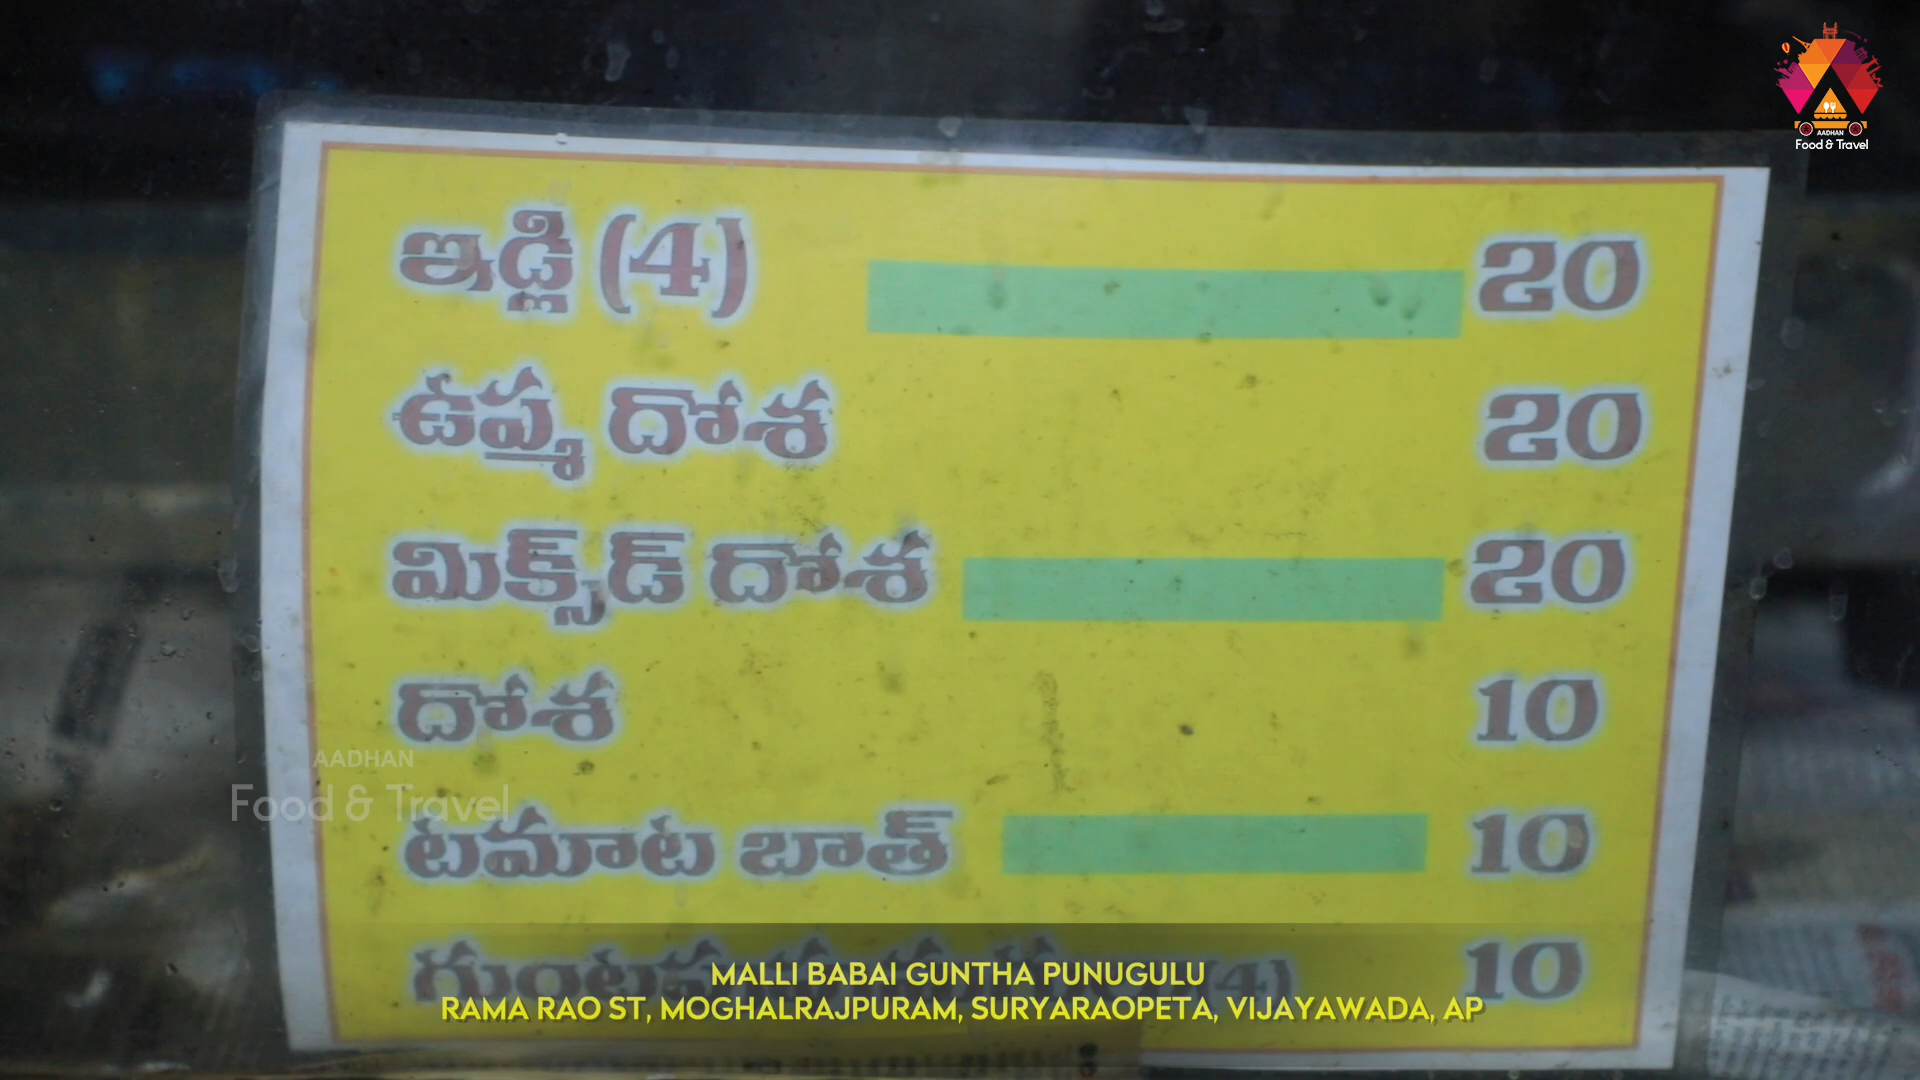 AADHAN
Food & Travel
ఇడ్లి (4) 20
ఉప్మ దోశ 20
మిక్స్‌డ్ దోశ 20
దోశ 10
AADHAN
Food & Travel
టమాట బాత్ 10
(4) 10
MALLI BABAI GUNTHA PUNUGULU
RAMA RAO ST, MOGHALRAJPURAM, SURYARAOPETA, VIJAYAWADA, AP